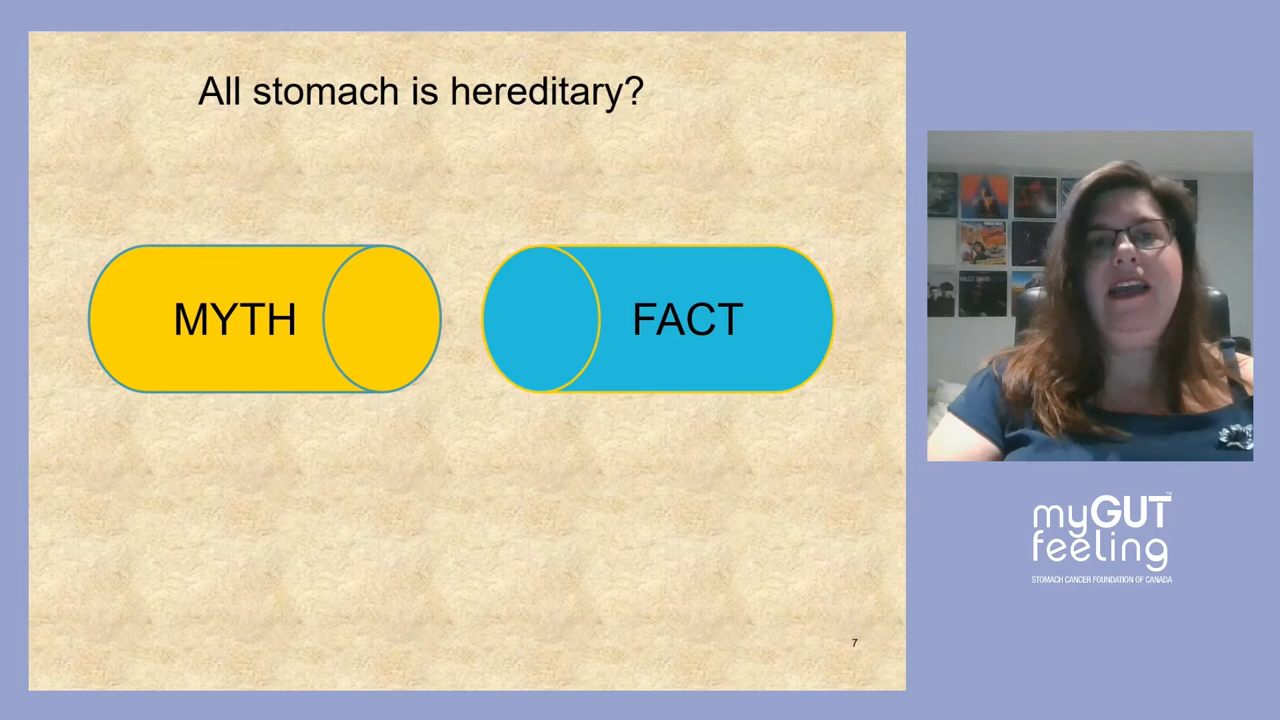 All stomach is hereditary?
MYTH
FACT
7
myGUT
feeling
STOMACH CANCER FOUNDATION OF CANADA